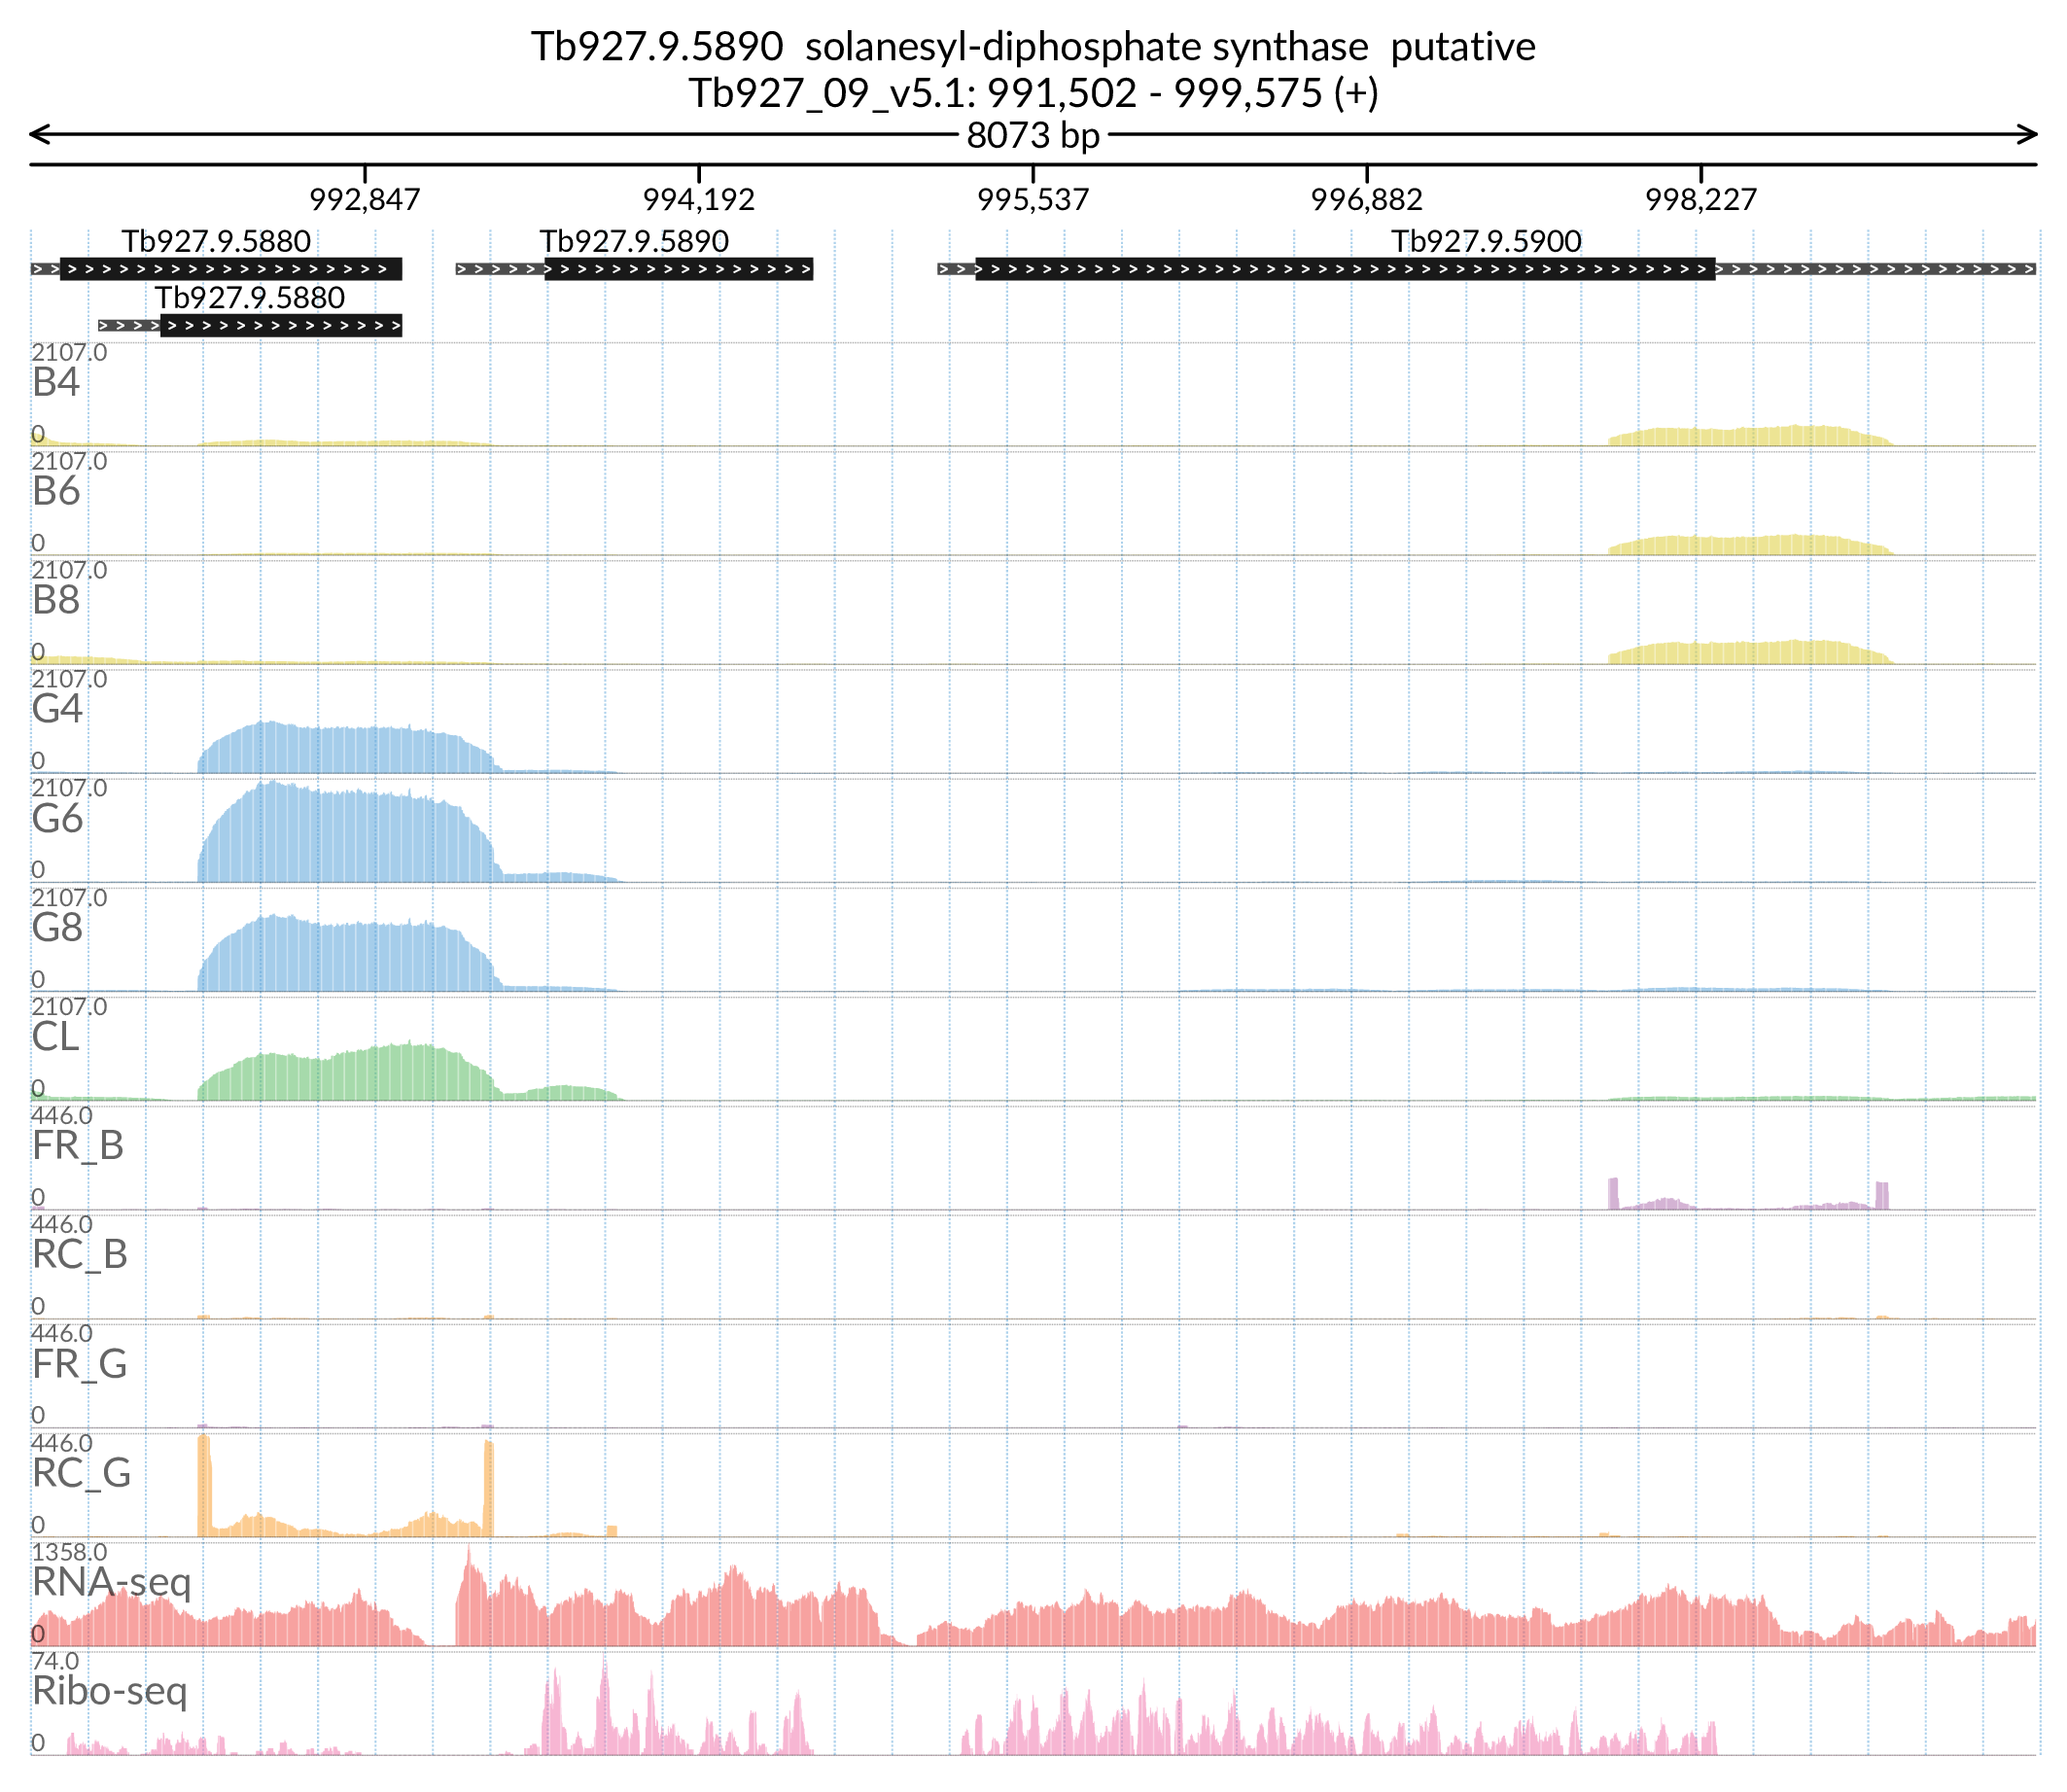 Tb927.9.5890 solanesyl-diphosphate synthase putative
Tb927_09_v5.1: 991,502 - 999,575 (+)
8073 bp
992,847 994,192 995,537 996,882 998,227
Tb927.9.5880 Tb927.9.5890 Tb927.9.5900
Tb927.9.5880
2107.0
B4
0
2107.0
B6
0
2107.0
B8
0
2107.0
G4
0
2107.0
G6
0
2107.0
G8
0
2107.0
CL
0
446.0
FR_B
0
446.0
RC_B
0
446.0
FR_G
0
446.0
RC_G
0
1358.0
RNA-seq
0
74.0
Ribo-seq
0